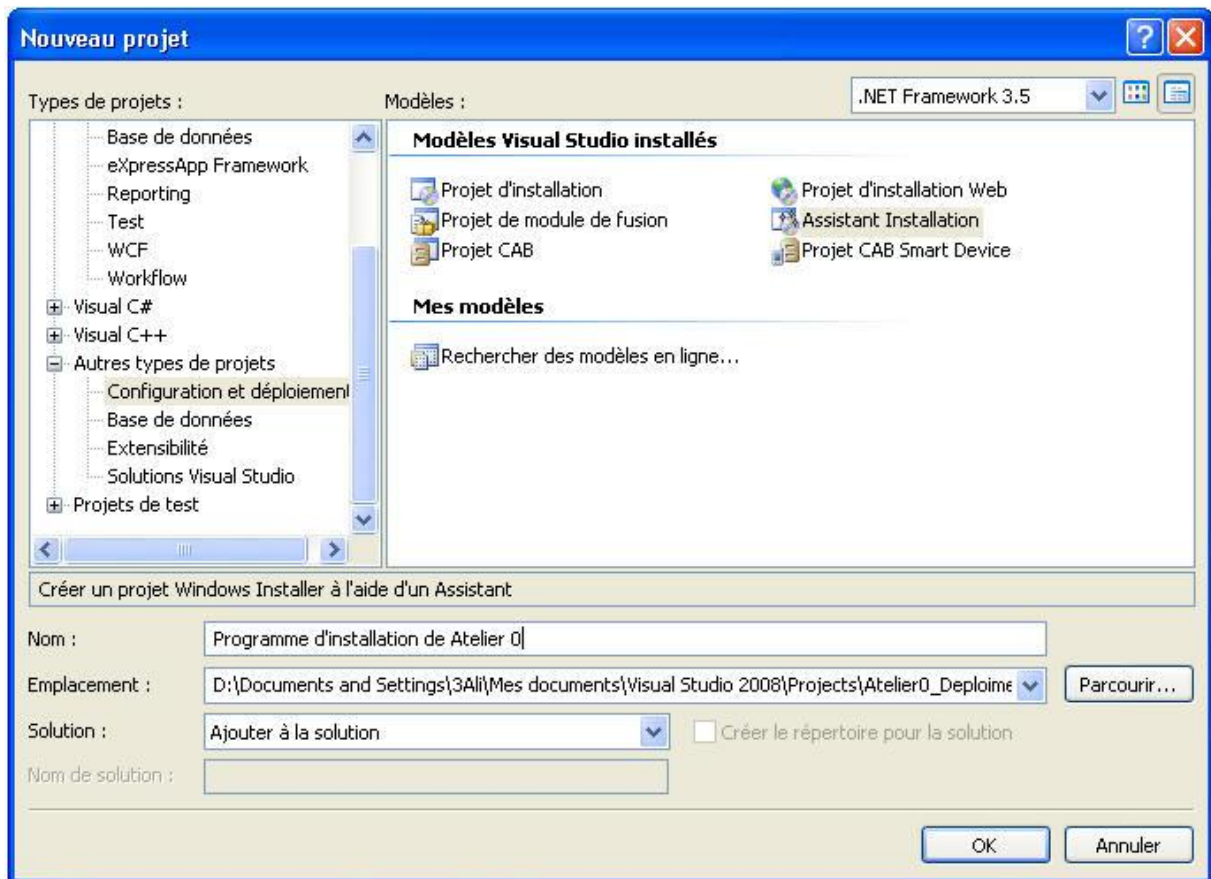 Nouveau projet
Types de projets :
Modèles :
.NET Framework 3.5
Base de données
eXpressApp Framework
Reporting
Test
WCF
Workflow
Visual C#
Visual C++
Autres types de projets
Configuration et déploiement
Base de données
Extensibilité
Solutions Visual Studio
Projets de test
Modèles Visual Studio installés
Projet d'installation
Projet d'installation Web
Projet de module de fusion
Assistant Installation
Projet CAB
Projet CAB Smart Device
Mes modèles
Rechercher des modèles en ligne...
Créer un projet Windows Installer à l'aide d'un Assistant
Nom :
Programme d'installation de Atelier 0
Emplacement :
D:\Documents and Settings\3Ali\Mes documents\Visual Studio 2008\Projects\Atelier0_Deploime
Parcourir...
Solution :
Ajouter à la solution
Créer le répertoire pour la solution
Nom de solution :
OK
Annuler